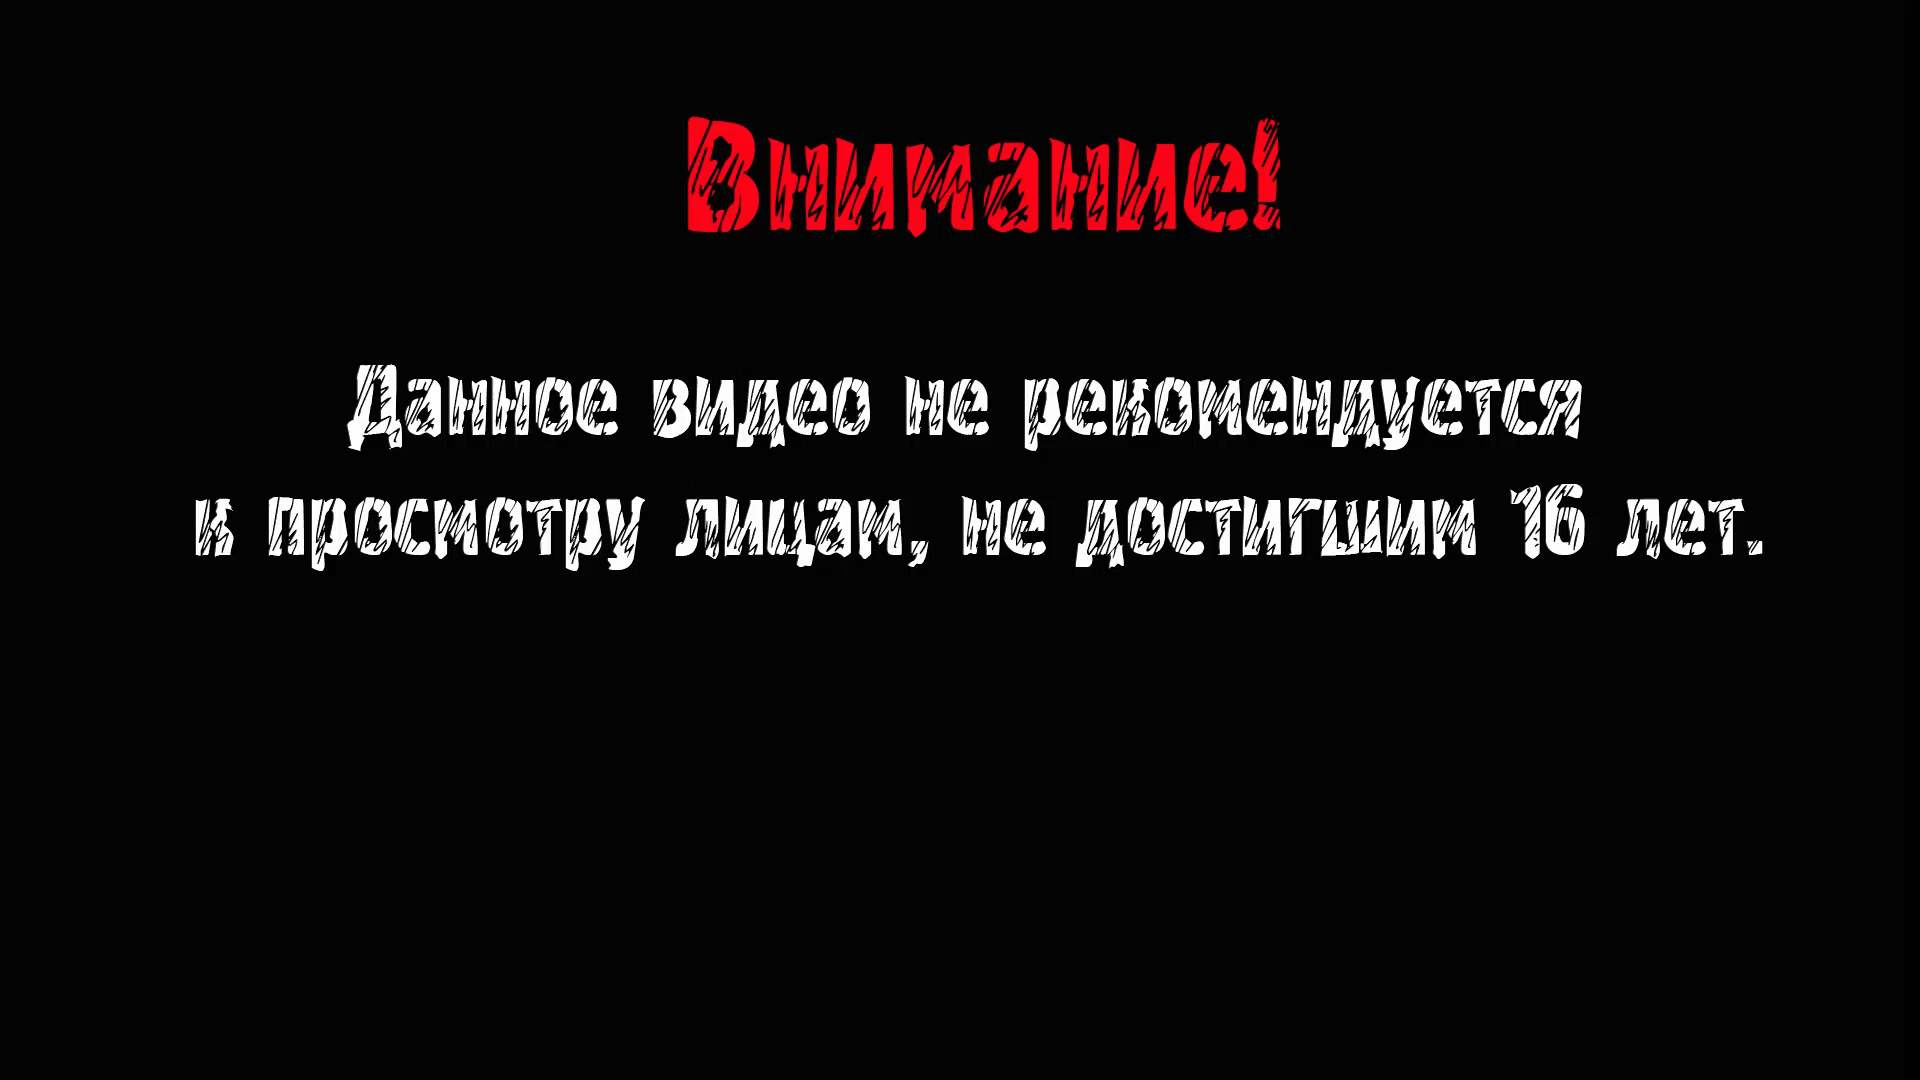 Внимание!
Данное видео не рекомендуется
к просмотру лицам, не достигшим 16 лет.